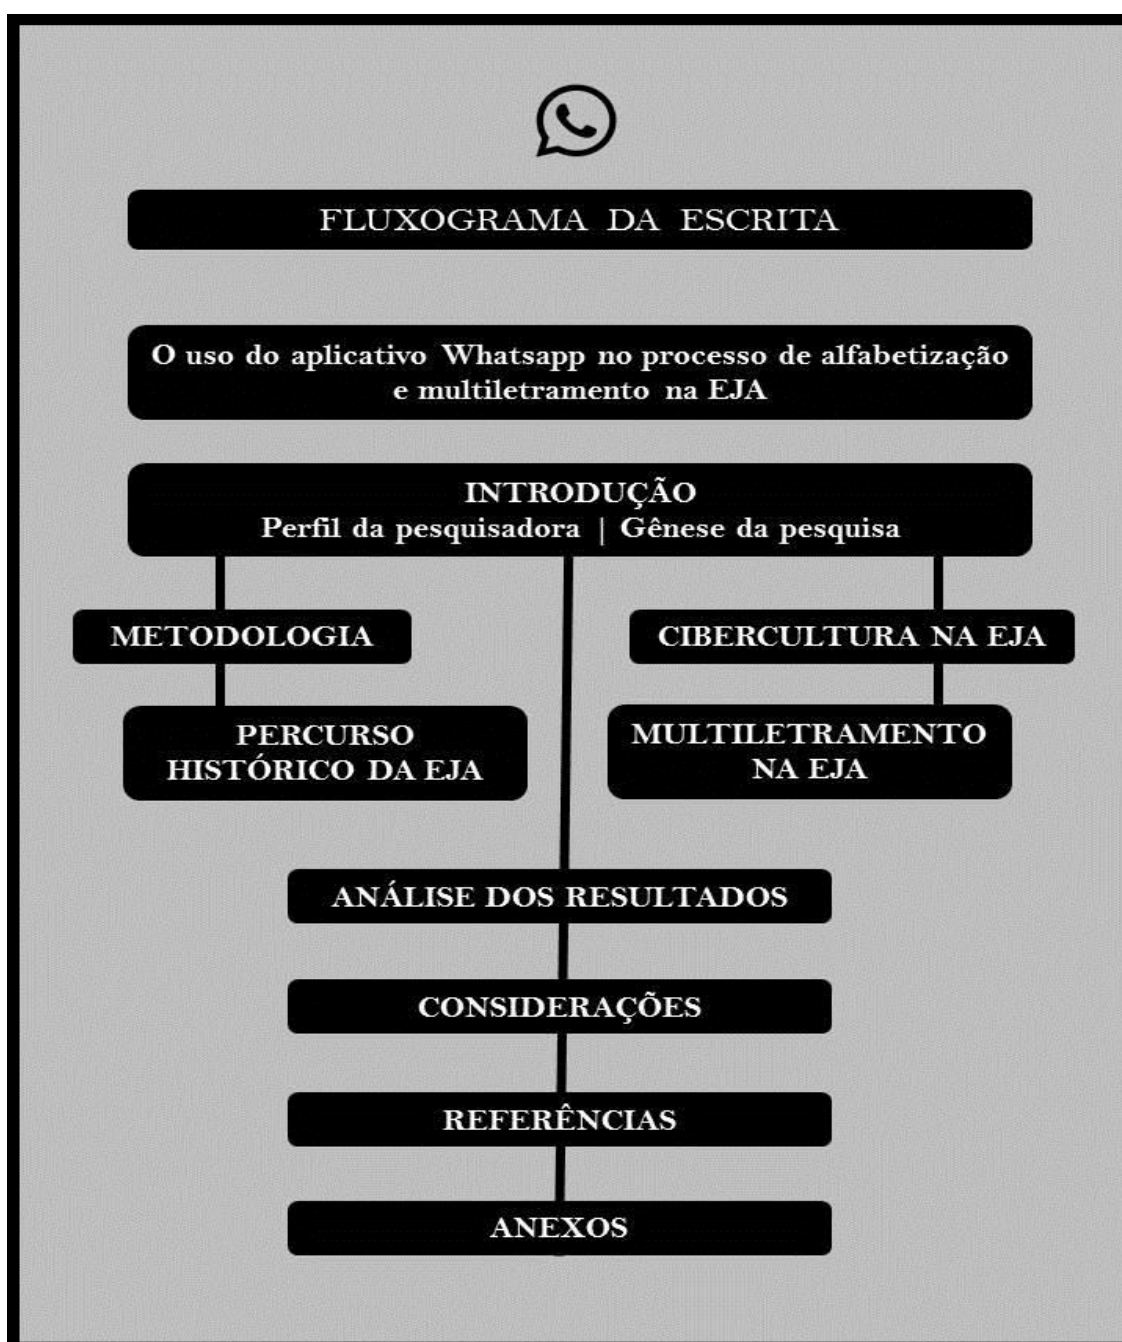 FLUXOGRAMA DA ESCRITA
O uso do aplicativo Whatsapp no processo de alfabetização
e multiletramento na EJA
INTRODUÇÃO
Perfil da pesquisadora | Gênese da pesquisa
METODOLOGIA
CIBERCULTURA NA EJA
PERCURSO
HISTÓRICO DA EJA
MULTILETRAMENTO
NA EJA
ANÁLISE DOS RESULTADOS
CONSIDERAÇÕES
REFERÊNCIAS
ANEXOS